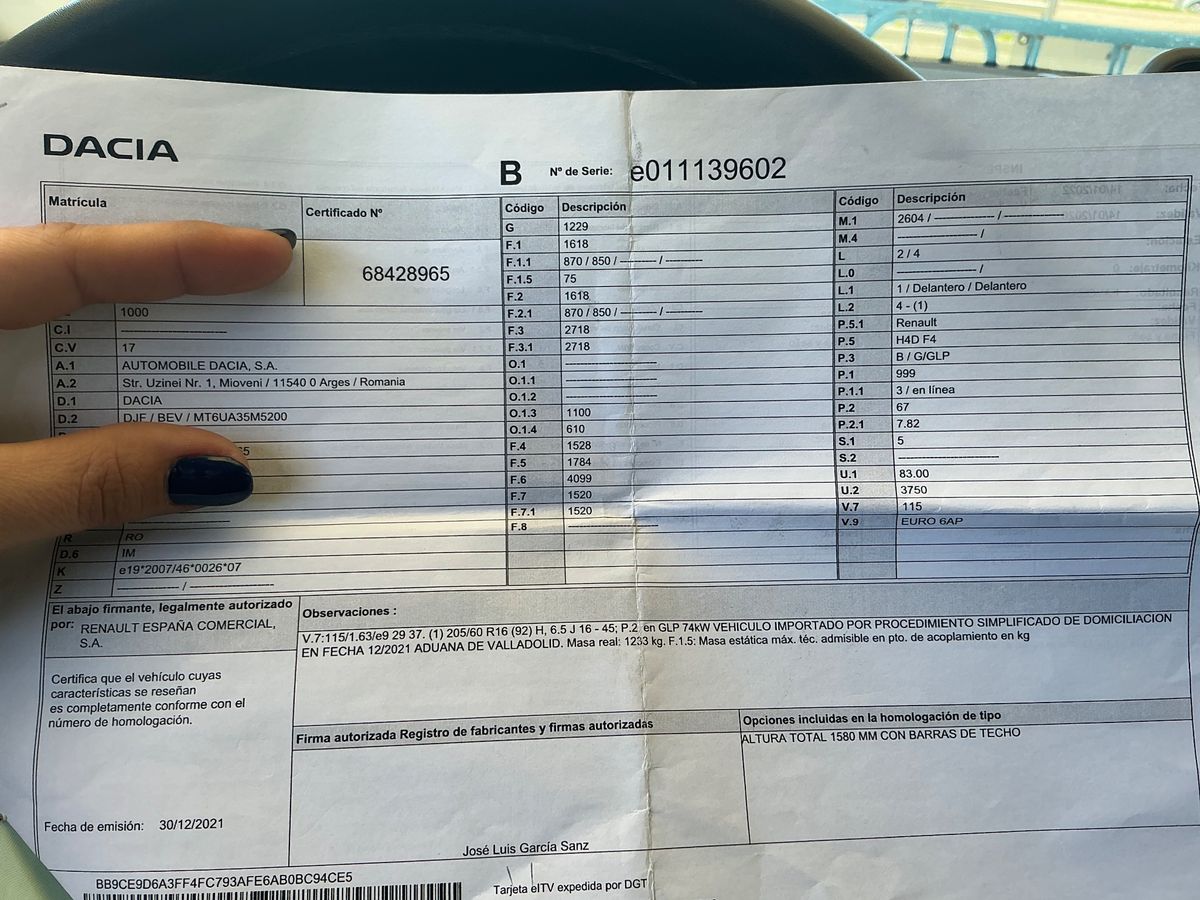 DACIA
B Nº de Serie: e011139602
Matrícula
Certificado Nº
68428965
1000
C.I ---------------------
C.V 17
A.1 AUTOMOBILE DACIA, S.A.
A.2 Str. Uzinei Nr. 1, Mioveni / 11540 0 Arges / Romania
D.1 DACIA
D.2 DJF / BEV / MT6UA35M5200
R RO
D.6 IM
K e19*2007/46*0026*07
Z ------------ / ----------------
Código Descripción
G 1229
F.1 1618
F.1.1 870 / 850 / ---------- / ----------
F.1.5 75
F.2 1618
F.2.1 870 / 850 / ---------- / ----------
F.3 2718
F.3.1 2718
O.1 ------------------
O.1.1 ------------------
O.1.2 ------------------
O.1.3 1100
O.1.4 610
F.4 1528
F.5 1784
F.6 4099
F.7 1520
F.7.1 1520
F.8 ------------------
Código Descripción
M.1 2604 / --------------- / ---------------
M.4 ---------------- /
L 2 / 4
L.0 ---------------- /
L.1 1 / Delantero / Delantero
L.2 4 - (1)
P.5.1 Renault
P.5 H4D F4
P.3 B / G/GLP
P.1 999
P.1.1 3 / en línea
P.2 67
P.2.1 7.82
S.1 5
S.2 --------------------
U.1 83.00
U.2 3750
V.7 115
V.9 EURO 6AP
El abajo firmante, legalmente autorizado
por: RENAULT ESPAÑA COMERCIAL,
S.A.
Certifica que el vehículo cuyas
características se reseñan
es completamente conforme con el
número de homologación.
Fecha de emisión: 30/12/2021
Observaciones :
V.7:115/1.63/e9 29 37. (1) 205/60 R16 (92) H, 6.5 J 16 - 45; P.2 en GLP 74kW VEHICULO IMPORTADO POR PROCEDIMIENTO SIMPLIFICADO DE DOMICILIACION
EN FECHA 12/2021 ADUANA DE VALLADOLID. Masa real: 1233 kg. F.1.5: Masa estática máx. téc. admisible en pto. de acoplamiento en kg
Firma autorizada Registro de fabricantes y firmas autorizadas
José Luis García Sanz
Opciones incluidas en la homologación de tipo
ALTURA TOTAL 1580 MM CON BARRAS DE TECHO
BB9CE9D6A3FF4FC793AFE6AB0BC94CE5
Tarjeta eITV expedida por DGT